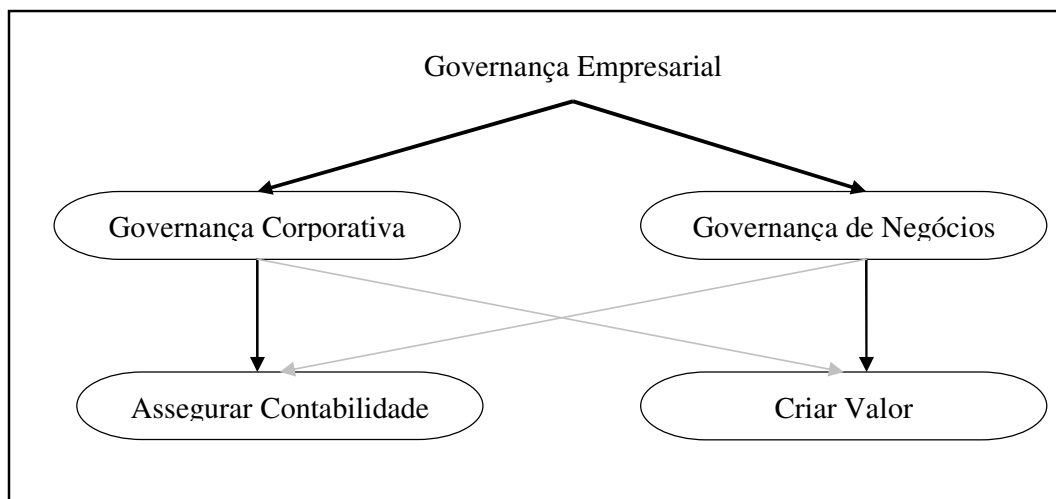 Governança Empresarial
Governança Corporativa
Governança de Negócios
Assegurar Contabilidade
Criar Valor